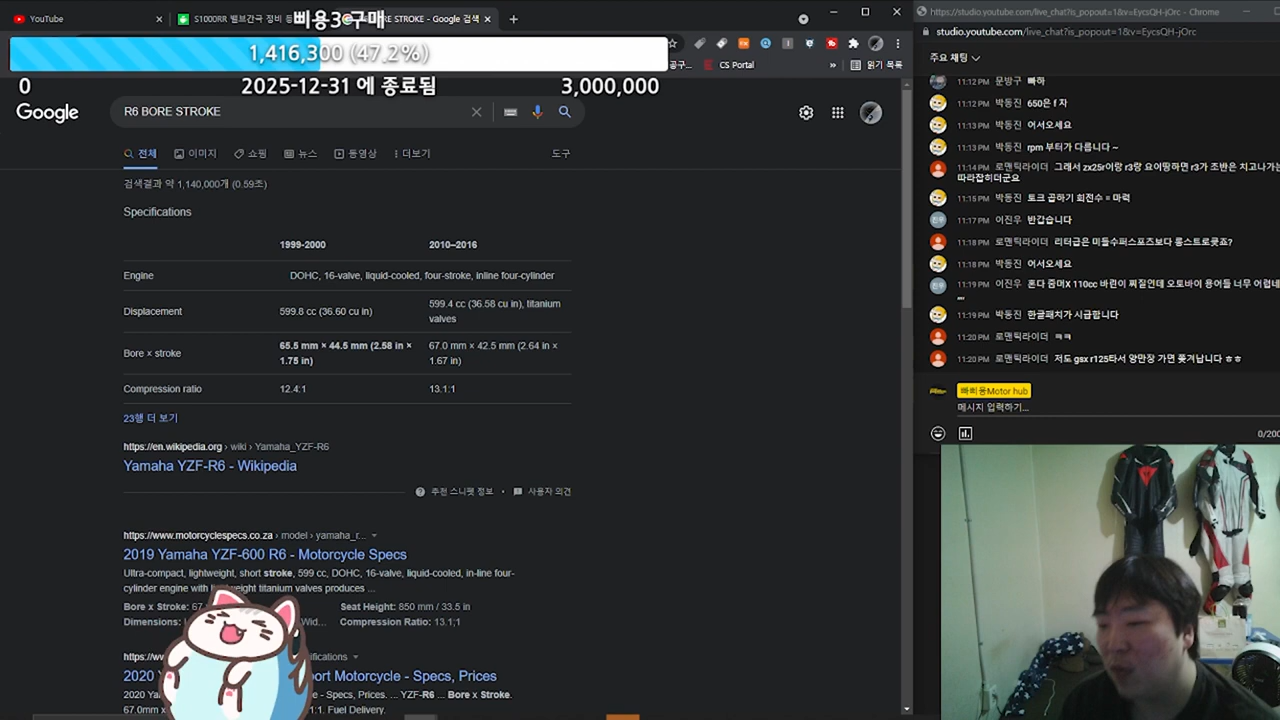 YouTube
S1000RR 밸브간국 정비 등
삐용3 구매
E STROKE - Google 검색
https://studio.youtube.com/live_chat?is_popout=1&v=EycsQH-jOrc - Chrome
studio.youtube.com/live_chat?is_popout=1&v=EycsQH-jOrc
1,416,300 (47.2%)
공구...
CS Portal
읽기 목록
0
2025-12-31 에 종료됨
3,000,000
Google
R6 BORE STROKE
전체
이미지
쇼핑
뉴스
동영상
더보기
도구
검색결과 약 1,140,000개 (0.59초)
Specifications
1999-2000
2010–2016
Engine
DOHC, 16-valve, liquid-cooled, four-stroke, inline four-cylinder
Displacement
599.8 cc (36.60 cu in)
599.4 cc (36.58 cu in), titanium
valves
Bore x stroke
65.5 mm × 44.5 mm (2.58 in ×
1.75 in)
67.0 mm × 42.5 mm (2.64 in ×
1.67 in)
Compression ratio
12.4:1
13.1:1
23행 더 보기
https://en.wikipedia.org › wiki › Yamaha_YZF-R6
Yamaha YZF-R6 - Wikipedia
추천 스니펫 정보 • 사용자 의견
https://www.motorcyclespecs.co.za › model › yamaha_r...
2019 Yamaha YZF-600 R6 - Motorcycle Specs
Ultra-compact, lightweight, short stroke, 599 cc, DOHC, 16-valve, liquid-cooled, in-line four-
cylinder engine with lightweight titanium valves produces ...
Bore x Stroke: 67
Seat Height: 850 mm / 33.5 in
Dimensions:
Wid...
Compression Ratio: 13.1;1
https://ww
ifications
2020
port Motorcycle - Specs, Prices
2020 Ya
- Specs, Prices. ... YZF-R6 ... Bore x Stroke.
67.0mm x
1:1. Fuel Delivery.
주요 채팅
11:12 PM 문방구 빠하
11:12 PM 박동진 650은 f 자
11:13 PM 박동진 어서오세요
11:13 PM 박동진 rpm 부터가 다릅니다 ~
11:14 PM 로맨틱라이더 그래서 zx25r이랑 r3랑 요이땅하면 r3가 조반은 치고나가는
따라잡히더군요
11:15 PM 박동진 토크 곱하기 회전수 = 마력
11:17 PM 이진우 반갑습니다
11:18 PM 로맨틱라이더 리터급은 미들수퍼스포즈보다 롱스트로큿죠?
11:18 PM 박동진 어서오세요
11:19 PM 이진우 혼다 줌머X 110cc 바린이 찌질인데 오토바이 용어들 너무 어렵네
11:19 PM 박동진 한글패치가 시급합니다
11:20 PM 로맨틱라이더 ㅋㅋ
11:20 PM 로맨틱라이더 저도 gsx r125타서 양만장 가면 쫒겨납니다 ㅎㅎ
빠삐용Motor hub
메시지 입력하기...
0/200